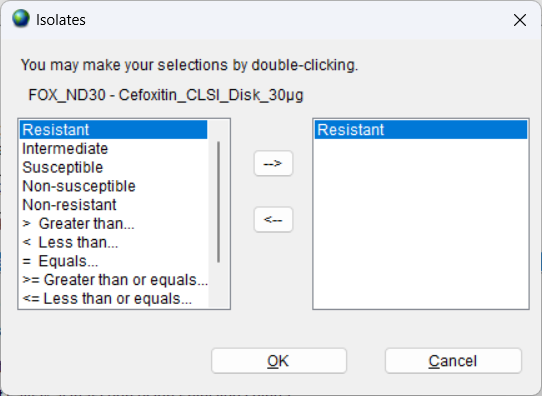 Isolates
You may make your selections by double-clicking.
FOX_ND30 - Cefoxitin_CLSI_Disk_30µg
Resistant
Intermediate
Susceptible
Non-susceptible
Non-resistant
> Greater than...
< Less than...
= Equals...
>= Greater than or equals...
<= Less than or equals...
-->
<--
Resistant
OK
Cancel